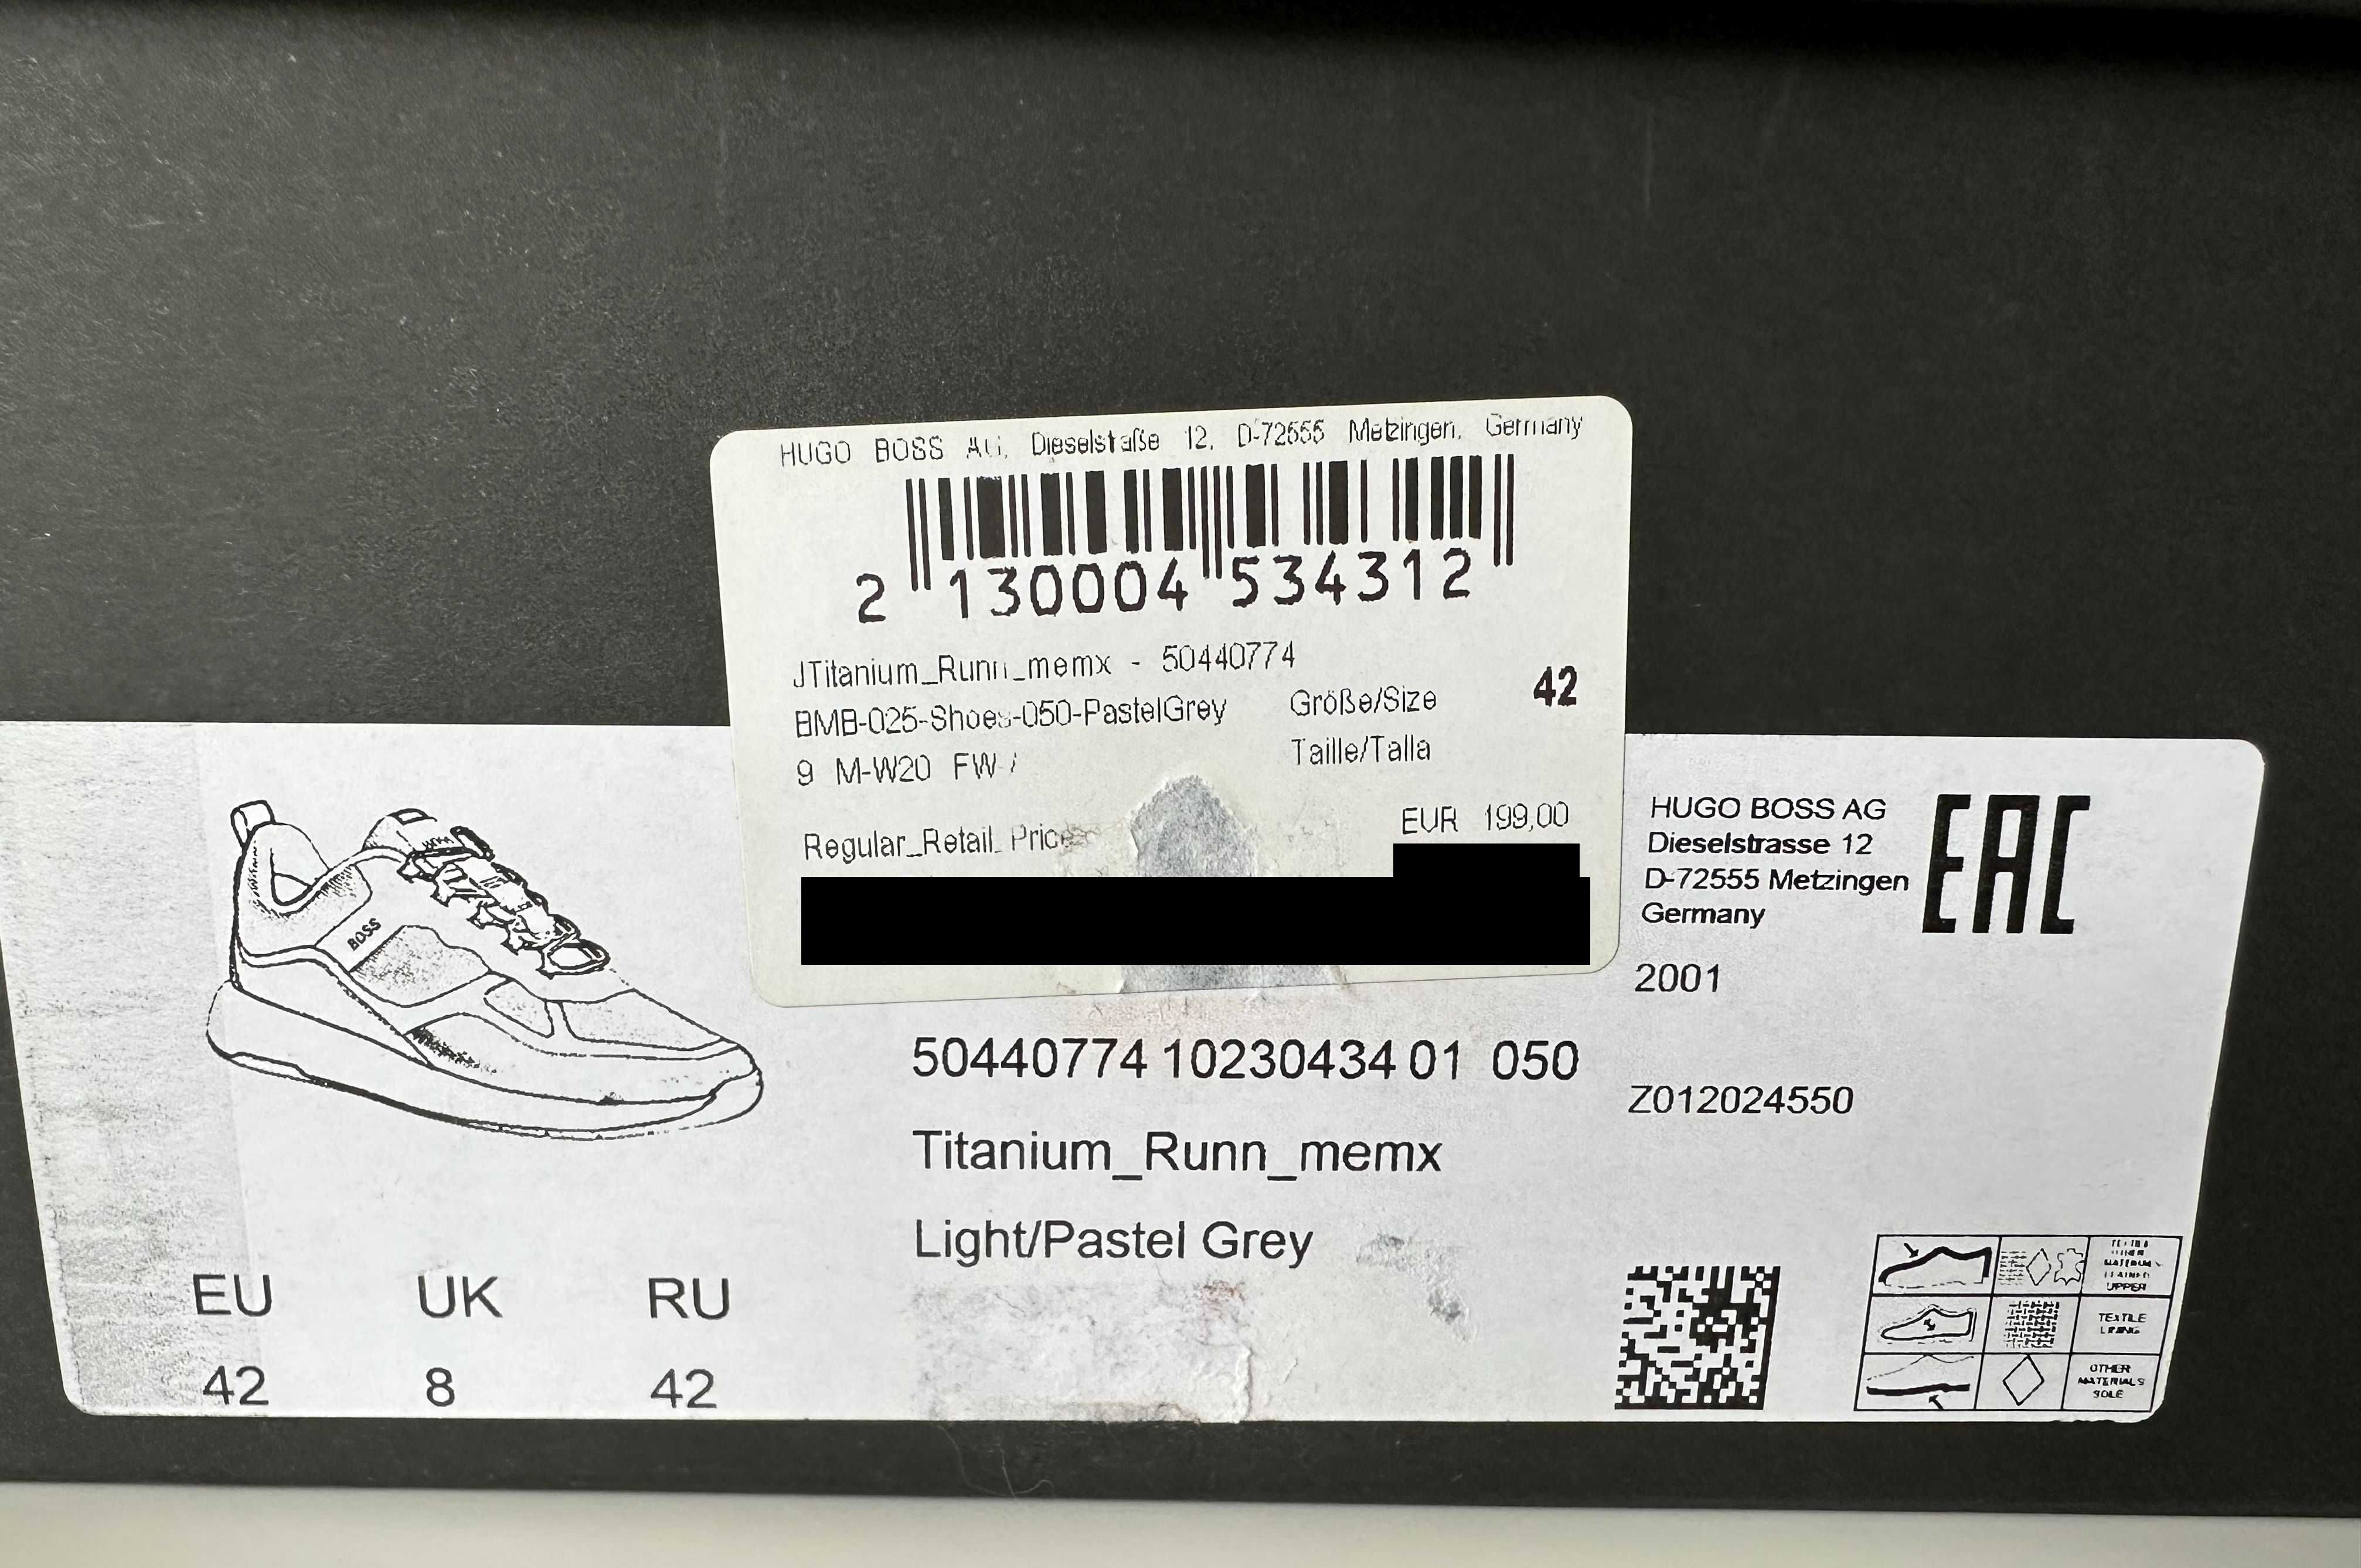 HUGO BOSS AG, Dieselstraße 12, D-72555 Metzingen, Germany
2 130004 534312
JTitanium_Runn_memx - 50440774
BMB-025-Shoes-050-PastelGrey
Größe/Size 42
9 M-W20 FW
Taille/Talla
Regular_Retail_Price EUR 199,00
BOSS
HUGO BOSS AG
Dieselstrasse 12
D-72555 Metzingen
Germany
EAC
2001
50440774 10230434 01 050
Z012024550
Titanium_Runn_memx
Light/Pastel Grey
EU UK RU
42 8 42
UPPER
TEXTILE
LINING
OTHER
MATERIALS
SOLE